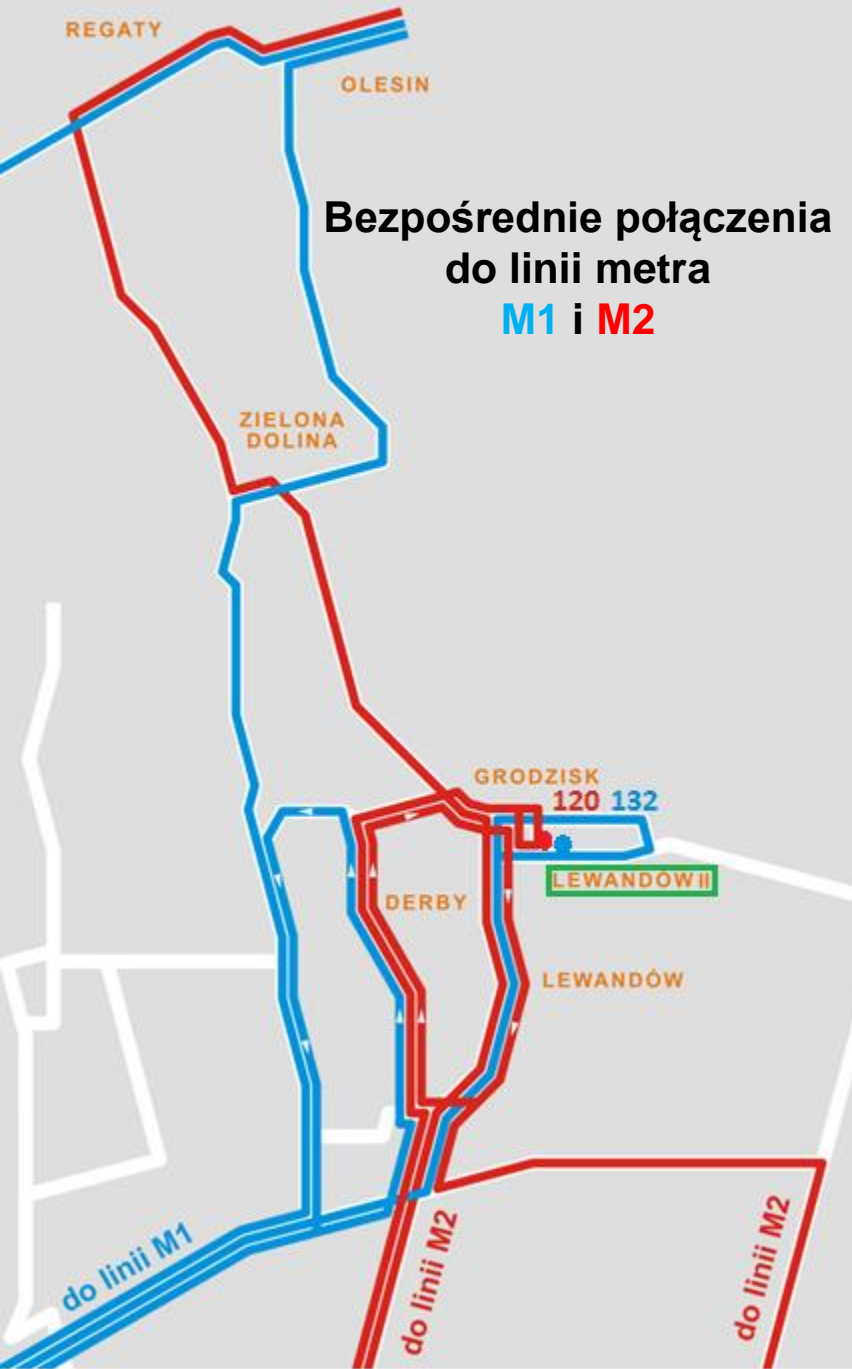 REGATY
OLESIN
Bezpośrednie połączenia
do linii metra
M1 i M2
ZIELONA
DOLINA
GRODZISK
120 132
LEWANDÓW II
DERBY
LEWANDÓW
do linii M1
do linii M2
do linii M2